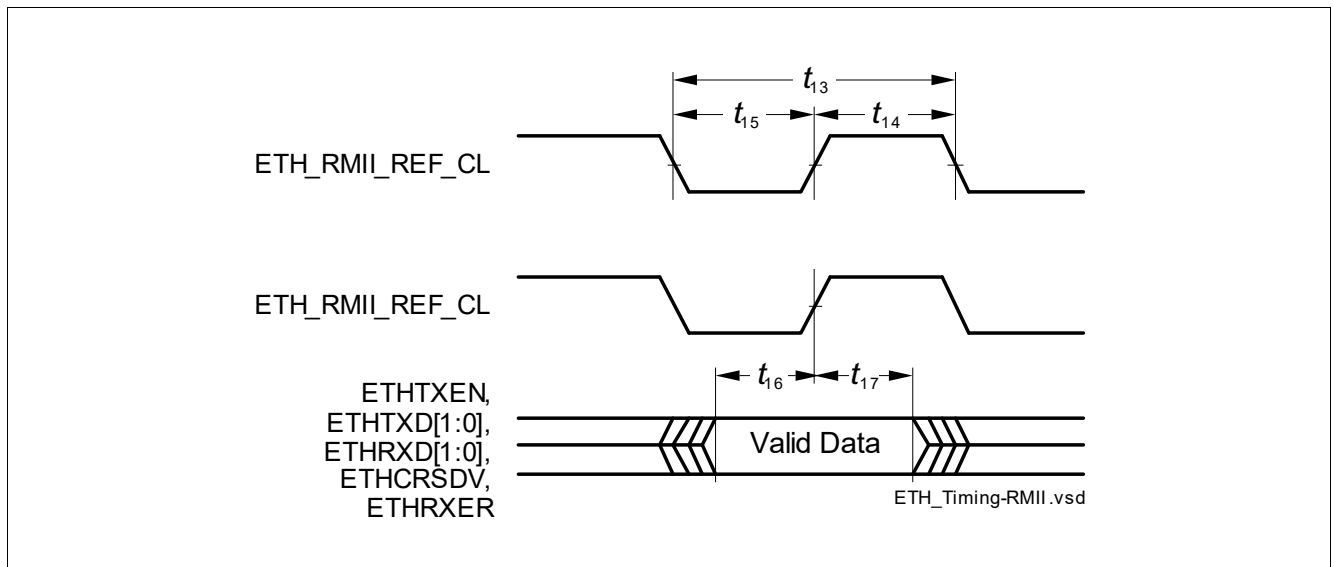 t13
t15
t14
ETH_RMII_REF_CL
ETH_RMII_REF_CL
t16
t17
ETHTXEN,
ETHTXD[1:0],
ETHRXD[1:0],
ETHCRSDV,
ETHRXER
Valid Data
ETH_Timing-RMII.vsd